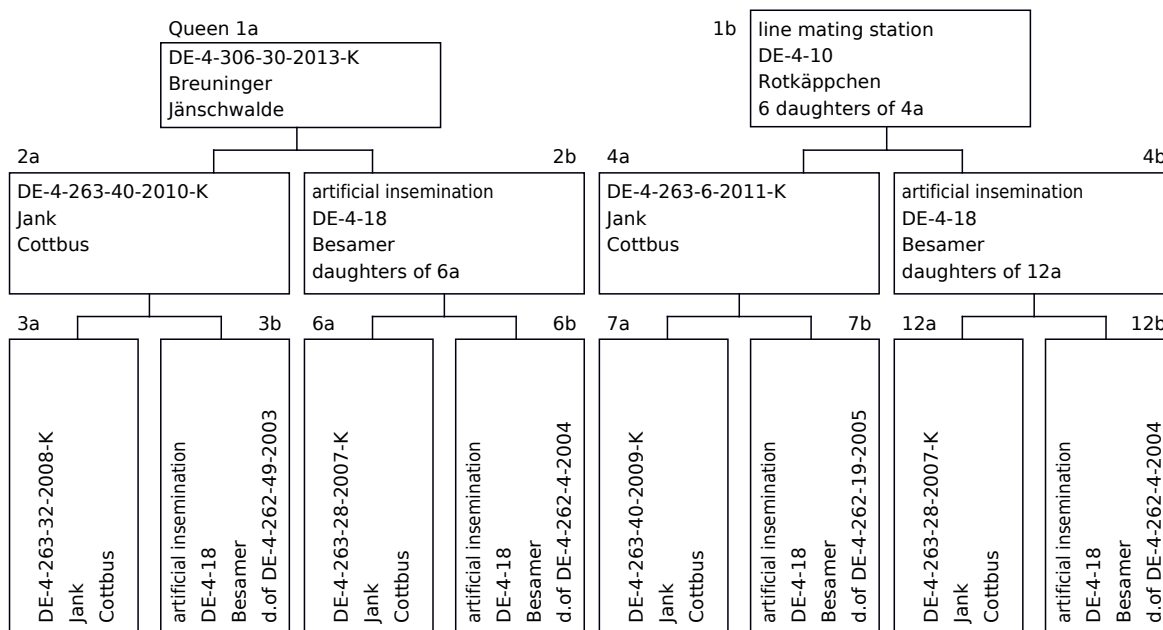 Queen 1a
DE-4-306-30-2013-K
Breuninger
Jänschwalde
1b
line mating station
DE-4-10
Rotkäppchen
6 daughters of 4a
2a
DE-4-263-40-2010-K
Jank
Cottbus
2b
artificial insemination
DE-4-18
Besamer
daughters of 6a
4a
DE-4-263-6-2011-K
Jank
Cottbus
4b
artificial insemination
DE-4-18
Besamer
daughters of 12a
3a
DE-4-263-32-2008-K
Jank
Cottbus
3b
artificial insemination
DE-4-18
Besamer
d.of DE-4-262-49-2003
6a
DE-4-263-28-2007-K
Jank
Cottbus
6b
artificial insemination
DE-4-18
Besamer
d.of DE-4-262-4-2004
7a
DE-4-263-40-2009-K
Jank
Cottbus
7b
artificial insemination
DE-4-18
Besamer
d.of DE-4-262-19-2005
12a
DE-4-263-28-2007-K
Jank
Cottbus
12b
artificial insemination
DE-4-18
Besamer
d.of DE-4-262-4-2004